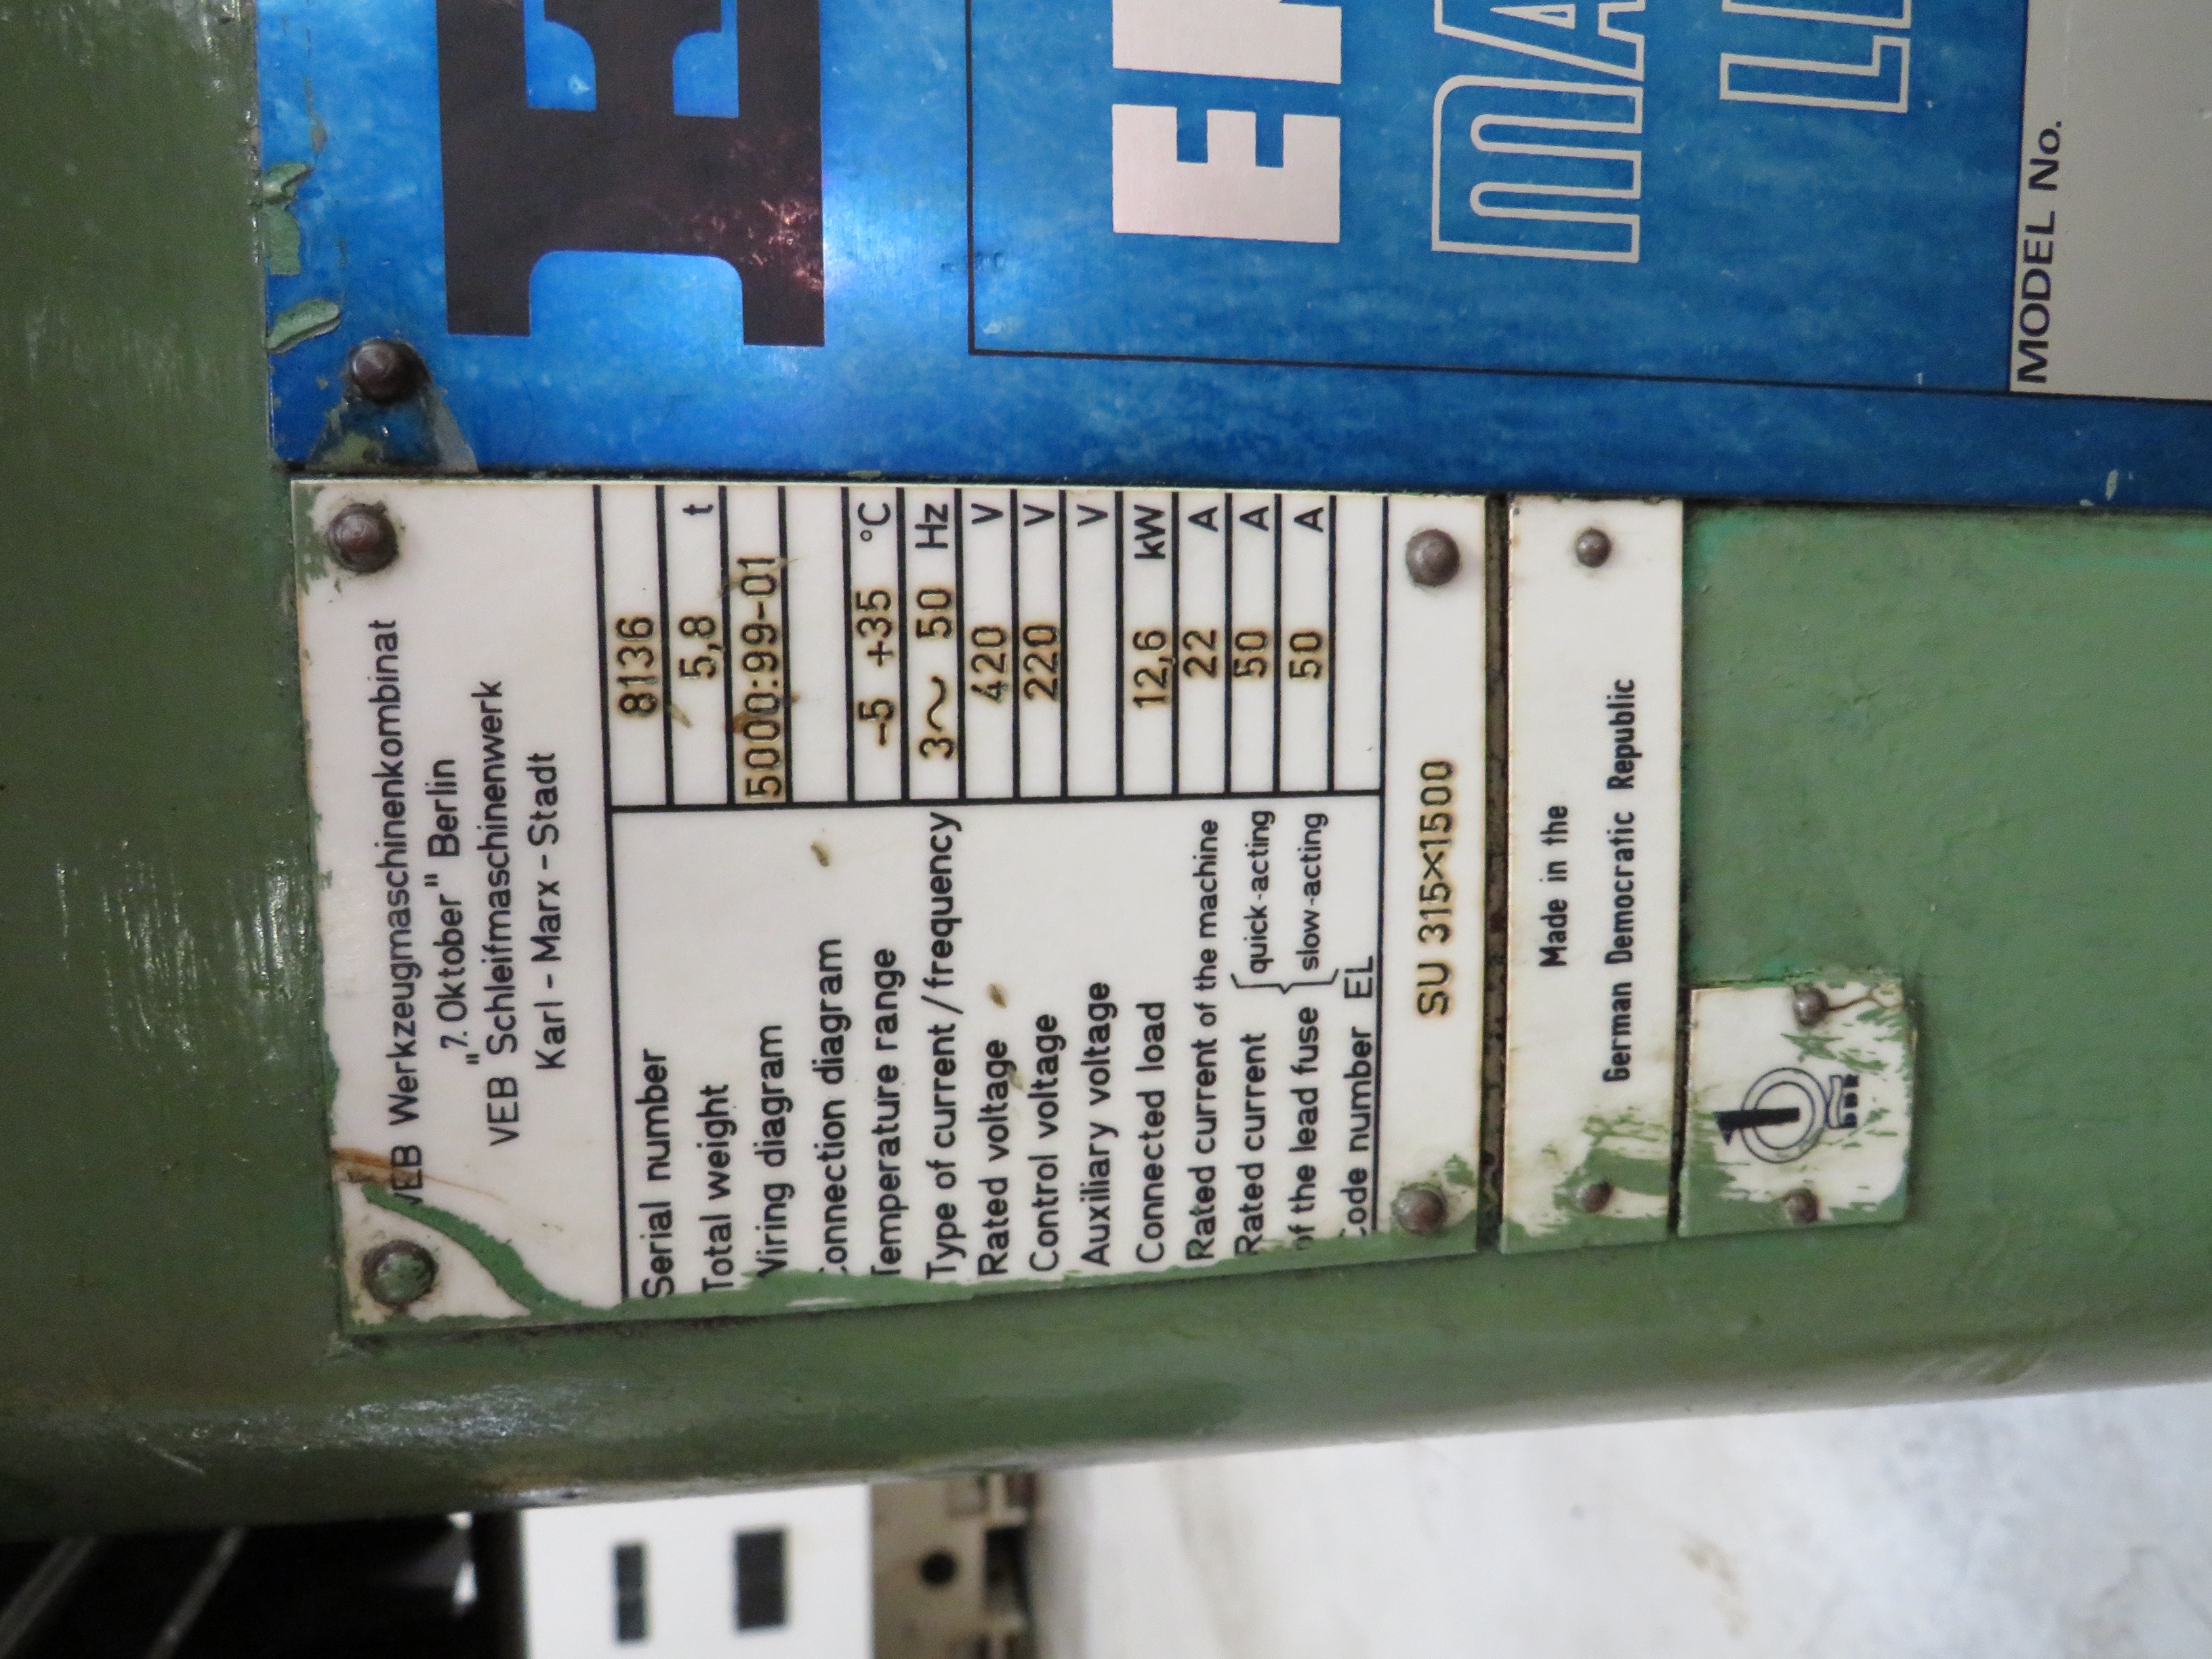 VEB Werkzeugmaschinenkombinat
"7. Oktober" Berlin
VEB Schleifmaschinenwerk
Karl-Marx-Stadt
Serial number 8136
Total weight 5,8 t
Wiring diagram 5000:99-01
Connection diagram
Temperature range -5 +35 °C
Type of current/frequency 3~ 50 Hz
Rated voltage 420 V
Control voltage 220 V
Auxiliary voltage V
Connected load 12,6 kW
Rated current of the machine 22 A
Rated current quick-acting 50 A
of the lead fuse slow-acting 50 A
Code number EL
SU 315×1500
Made in the
German Democratic Republic
1
DDR
MODEL No.